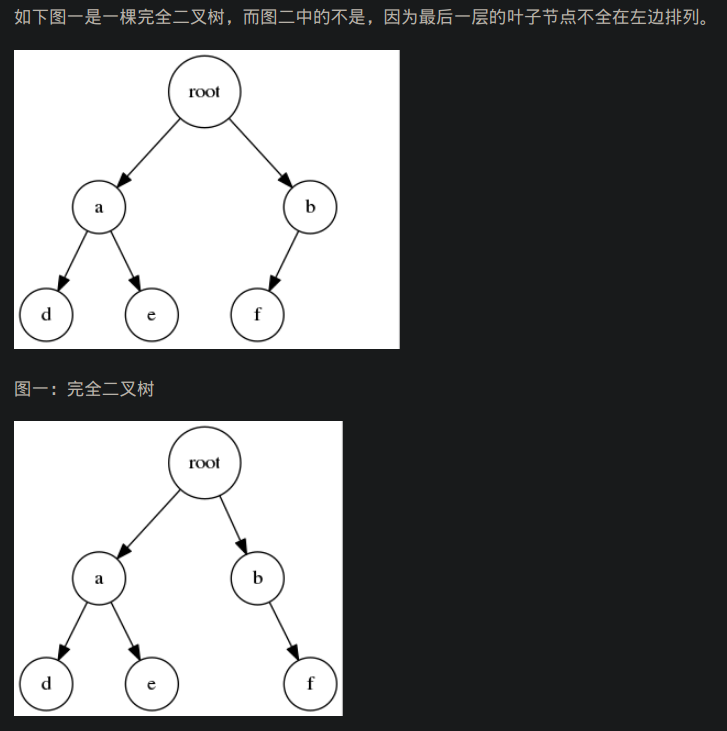 如下图一是一棵完全二叉树，而图二中的不是，因为最后一层的叶子节点不全在左边排列。
root
a
b
d
e
f
图一：完全二叉树
root
a
b
d
e
f